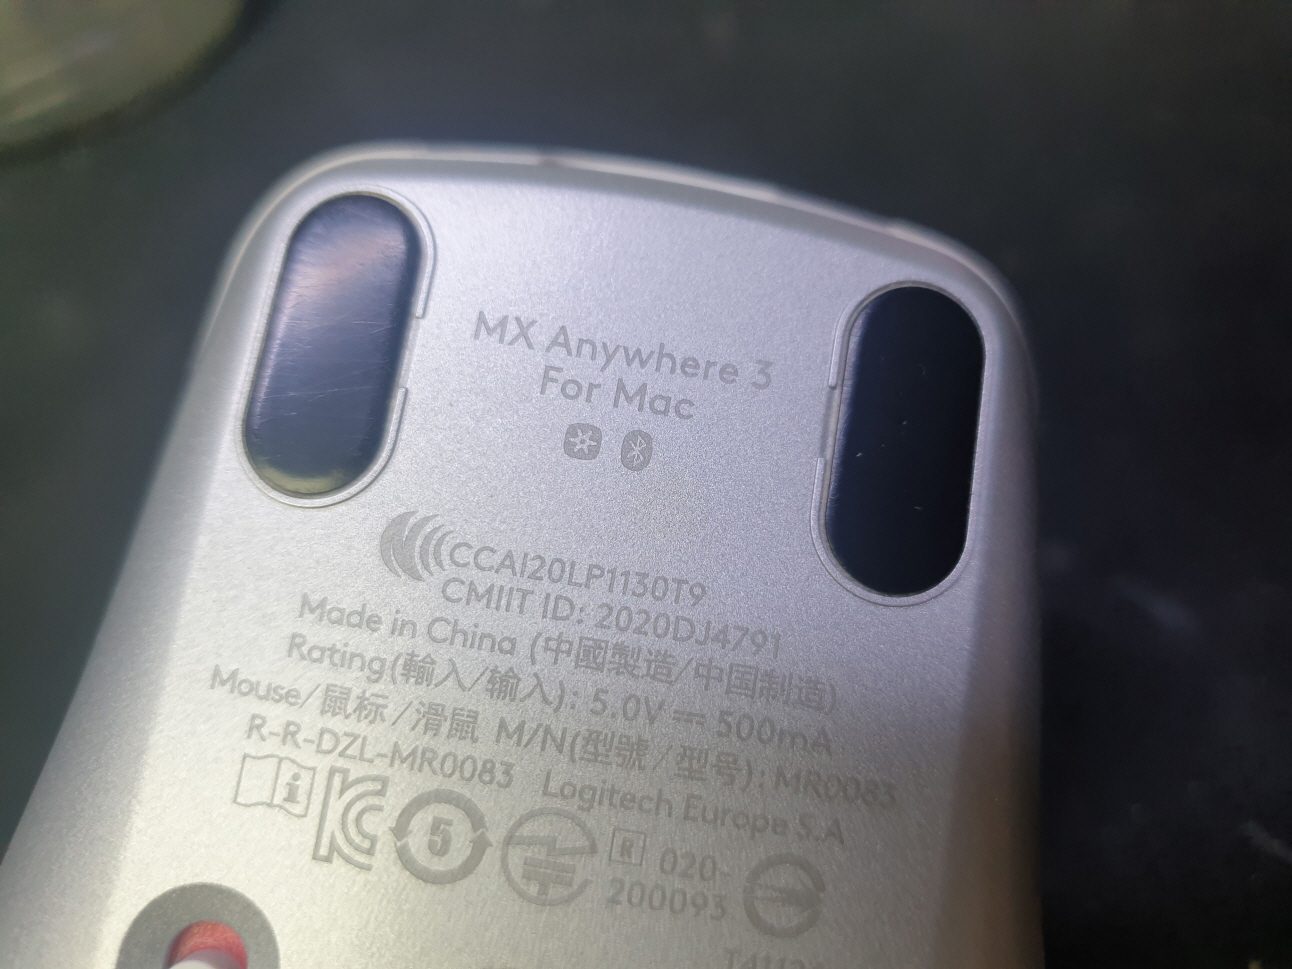 MX Anywhere 3
For Mac
CCAI20LP1130T9
CMIIT ID: 2020DJ4791
Made in China (中國製造/中国制造)
Rating(輸入/输入): 5.0V ⎓ 500mA
Mouse/鼠标/滑鼠 M/N(型號/型号): MR0083
R-R-DZL-MR0083 Logitech Europe S.A
5
R 020-
200093